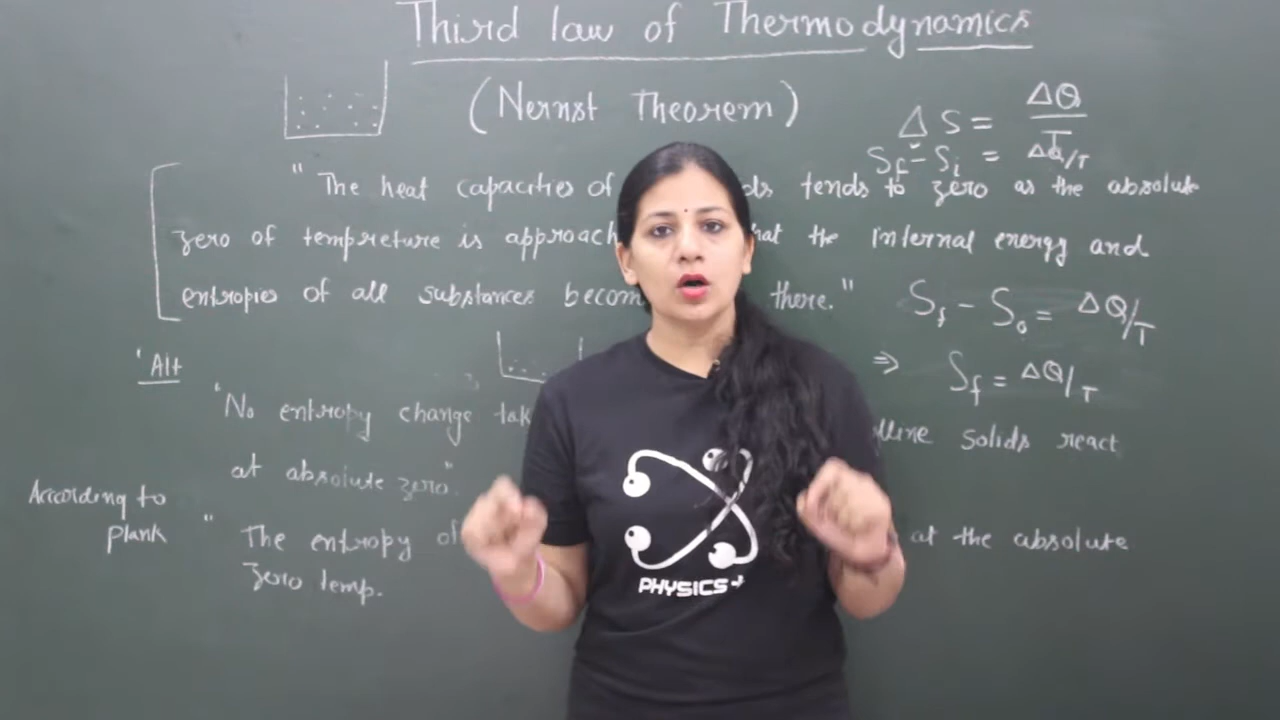 Third law of Thermodynamics
(Nernst Theorem)
ΔS = ΔQ/T
Sf - Si = ΔQ/T
"The heat capacities of ds tends to zero as the absolute
zero of tempreture is approach hat the internal energy and
entropies of all substances becom there."
Sf - S₀ = ΔQ/T
⇒ Sf = ΔQ/T
'Alt
"No entropy change tak lline solids react
at absolute zero".
According to
plank
"The entropy of at the absolute
zero temp.
PHYSICS+